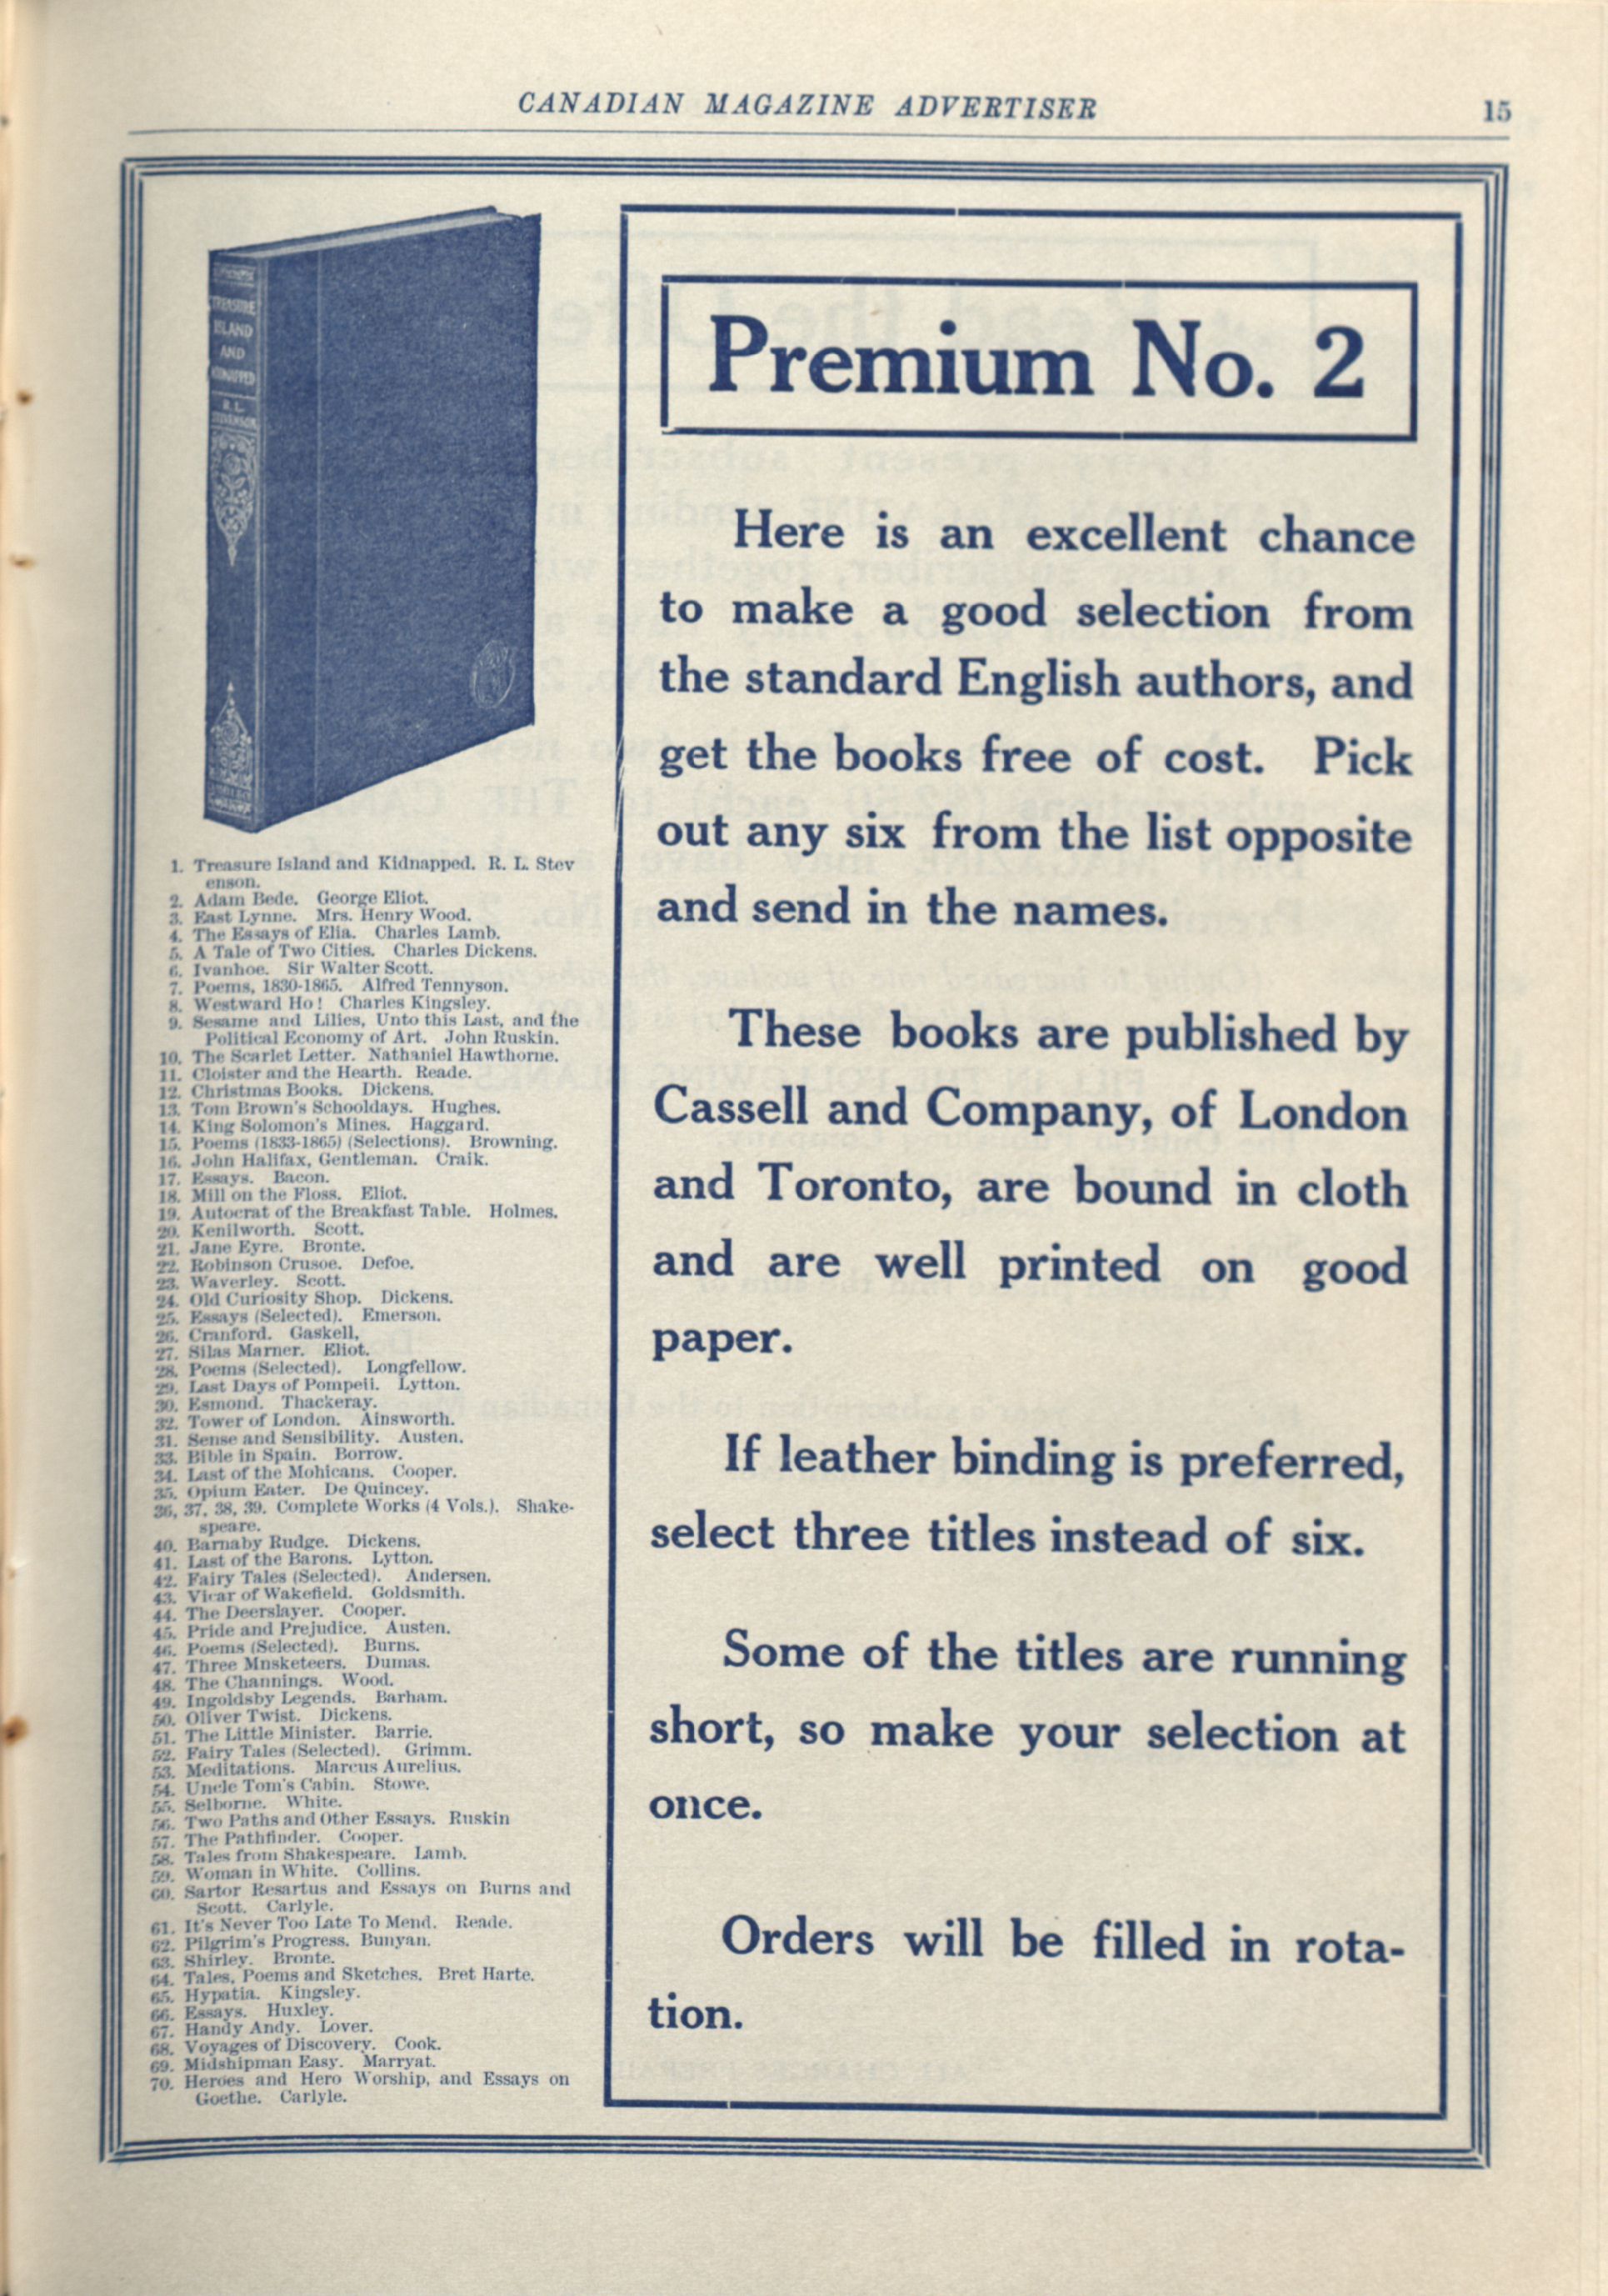 CANADIAN MAGAZINE ADVERTISER
15
TREASURE
ISLAND
AND
KIDNAPPED
R. L.
STEVENSON
1. Treasure Island and Kidnapped. R. L. Stev
enson.
2. Adam Bede. George Eliot.
3. East Lynne. Mrs. Henry Wood.
4. The Essays of Elia. Charles Lamb.
5. A Tale of Two Cities. Charles Dickens.
6. Ivanhoe. Sir Walter Scott.
7. Poems, 1830-1865. Alfred Tennyson.
8. Westward Ho! Charles Kingsley.
9. Sesame and Lilies, Unto this Last, and the
Political Economy of Art. John Ruskin.
10. The Scarlet Letter. Nathaniel Hawthorne.
11. Cloister and the Hearth. Reade.
12. Christmas Books. Dickens.
13. Tom Brown's Schooldays. Hughes.
14. King Solomon's Mines. Haggard.
15. Poems (1833-1865) (Selections). Browning.
16. John Halifax, Gentleman. Craik.
17. Essays. Bacon.
18. Mill on the Floss. Eliot.
19. Autocrat of the Breakfast Table. Holmes.
20. Kenilworth. Scott.
21. Jane Eyre. Bronte.
22. Robinson Crusoe. Defoe.
23. Waverley. Scott.
24. Old Curiosity Shop. Dickens.
25. Essays (Selected). Emerson.
26. Cranford. Gaskell,
27. Silas Marner. Eliot.
28. Poems (Selected). Longfellow.
29. Last Days of Pompeii. Lytton.
30. Esmond. Thackeray.
32. Tower of London. Ainsworth.
31. Sense and Sensibility. Austen.
33. Bible in Spain. Borrow.
34. Last of the Mohicans. Cooper.
35. Opium Eater. De Quincey.
36, 37, 38, 39. Complete Works (4 Vols.). Shake-
speare.
40. Barnaby Rudge. Dickens.
41. Last of the Barons. Lytton.
42. Fairy Tales (Selected). Andersen.
43. Vicar of Wakefield. Goldsmith.
44. The Deerslayer. Cooper.
45. Pride and Prejudice. Austen.
46. Poems (Selected). Burns.
47. Three Mnsketeers. Dumas.
48. The Channings. Wood.
49. Ingoldsby Legends. Barham.
50. Oliver Twist. Dickens.
51. The Little Minister. Barrie.
52. Fairy Tales (Selected). Grimm.
53. Meditations. Marcus Aurelius.
54. Uncle Tom's Cabin. Stowe.
55. Selborne. White.
56. Two Paths and Other Essays. Ruskin
57. The Pathfinder. Cooper.
58. Tales from Shakespeare. Lamb.
59. Woman in White. Collins.
60. Sartor Resartus and Essays on Burns and
Scott. Carlyle.
61. It's Never Too Late To Mend. Reade.
62. Pilgrim's Progress. Bunyan.
63. Shirley. Bronte.
64. Tales, Poems and Sketches. Bret Harte.
65. Hypatia. Kingsley.
66. Essays. Huxley.
67. Handy Andy. Lover.
68. Voyages of Discovery. Cook.
69. Midshipman Easy. Marryat.
70. Heroes and Hero Worship, and Essays on
Goethe. Carlyle.
Premium No. 2
Here is an excellent chance
to make a good selection from
the standard English authors, and
get the books free of cost. Pick
out any six from the list opposite
and send in the names.
These books are published by
Cassell and Company, of London
and Toronto, are bound in cloth
and are well printed on good
paper.
If leather binding is preferred,
select three titles instead of six.
Some of the titles are running
short, so make your selection at
once.
Orders will be filled in rota-
tion.